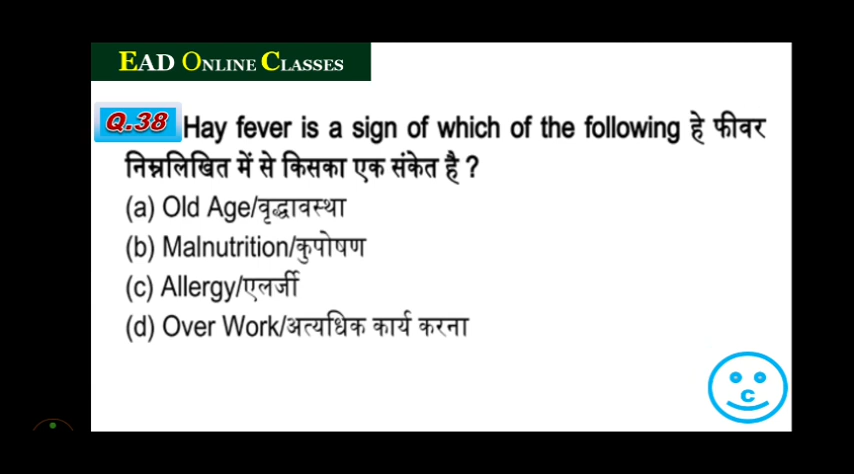 EAD ONLINE CLASSES
Q.38 Hay fever is a sign of which of the following हे फीवर
निम्नलिखित में से किसका एक संकेत है ?
(a) Old Age/वृद्धावस्था
(b) Malnutrition/कुपोषण
(c) Allergy/एलर्जी
(d) Over Work/अत्यधिक कार्य करना
c